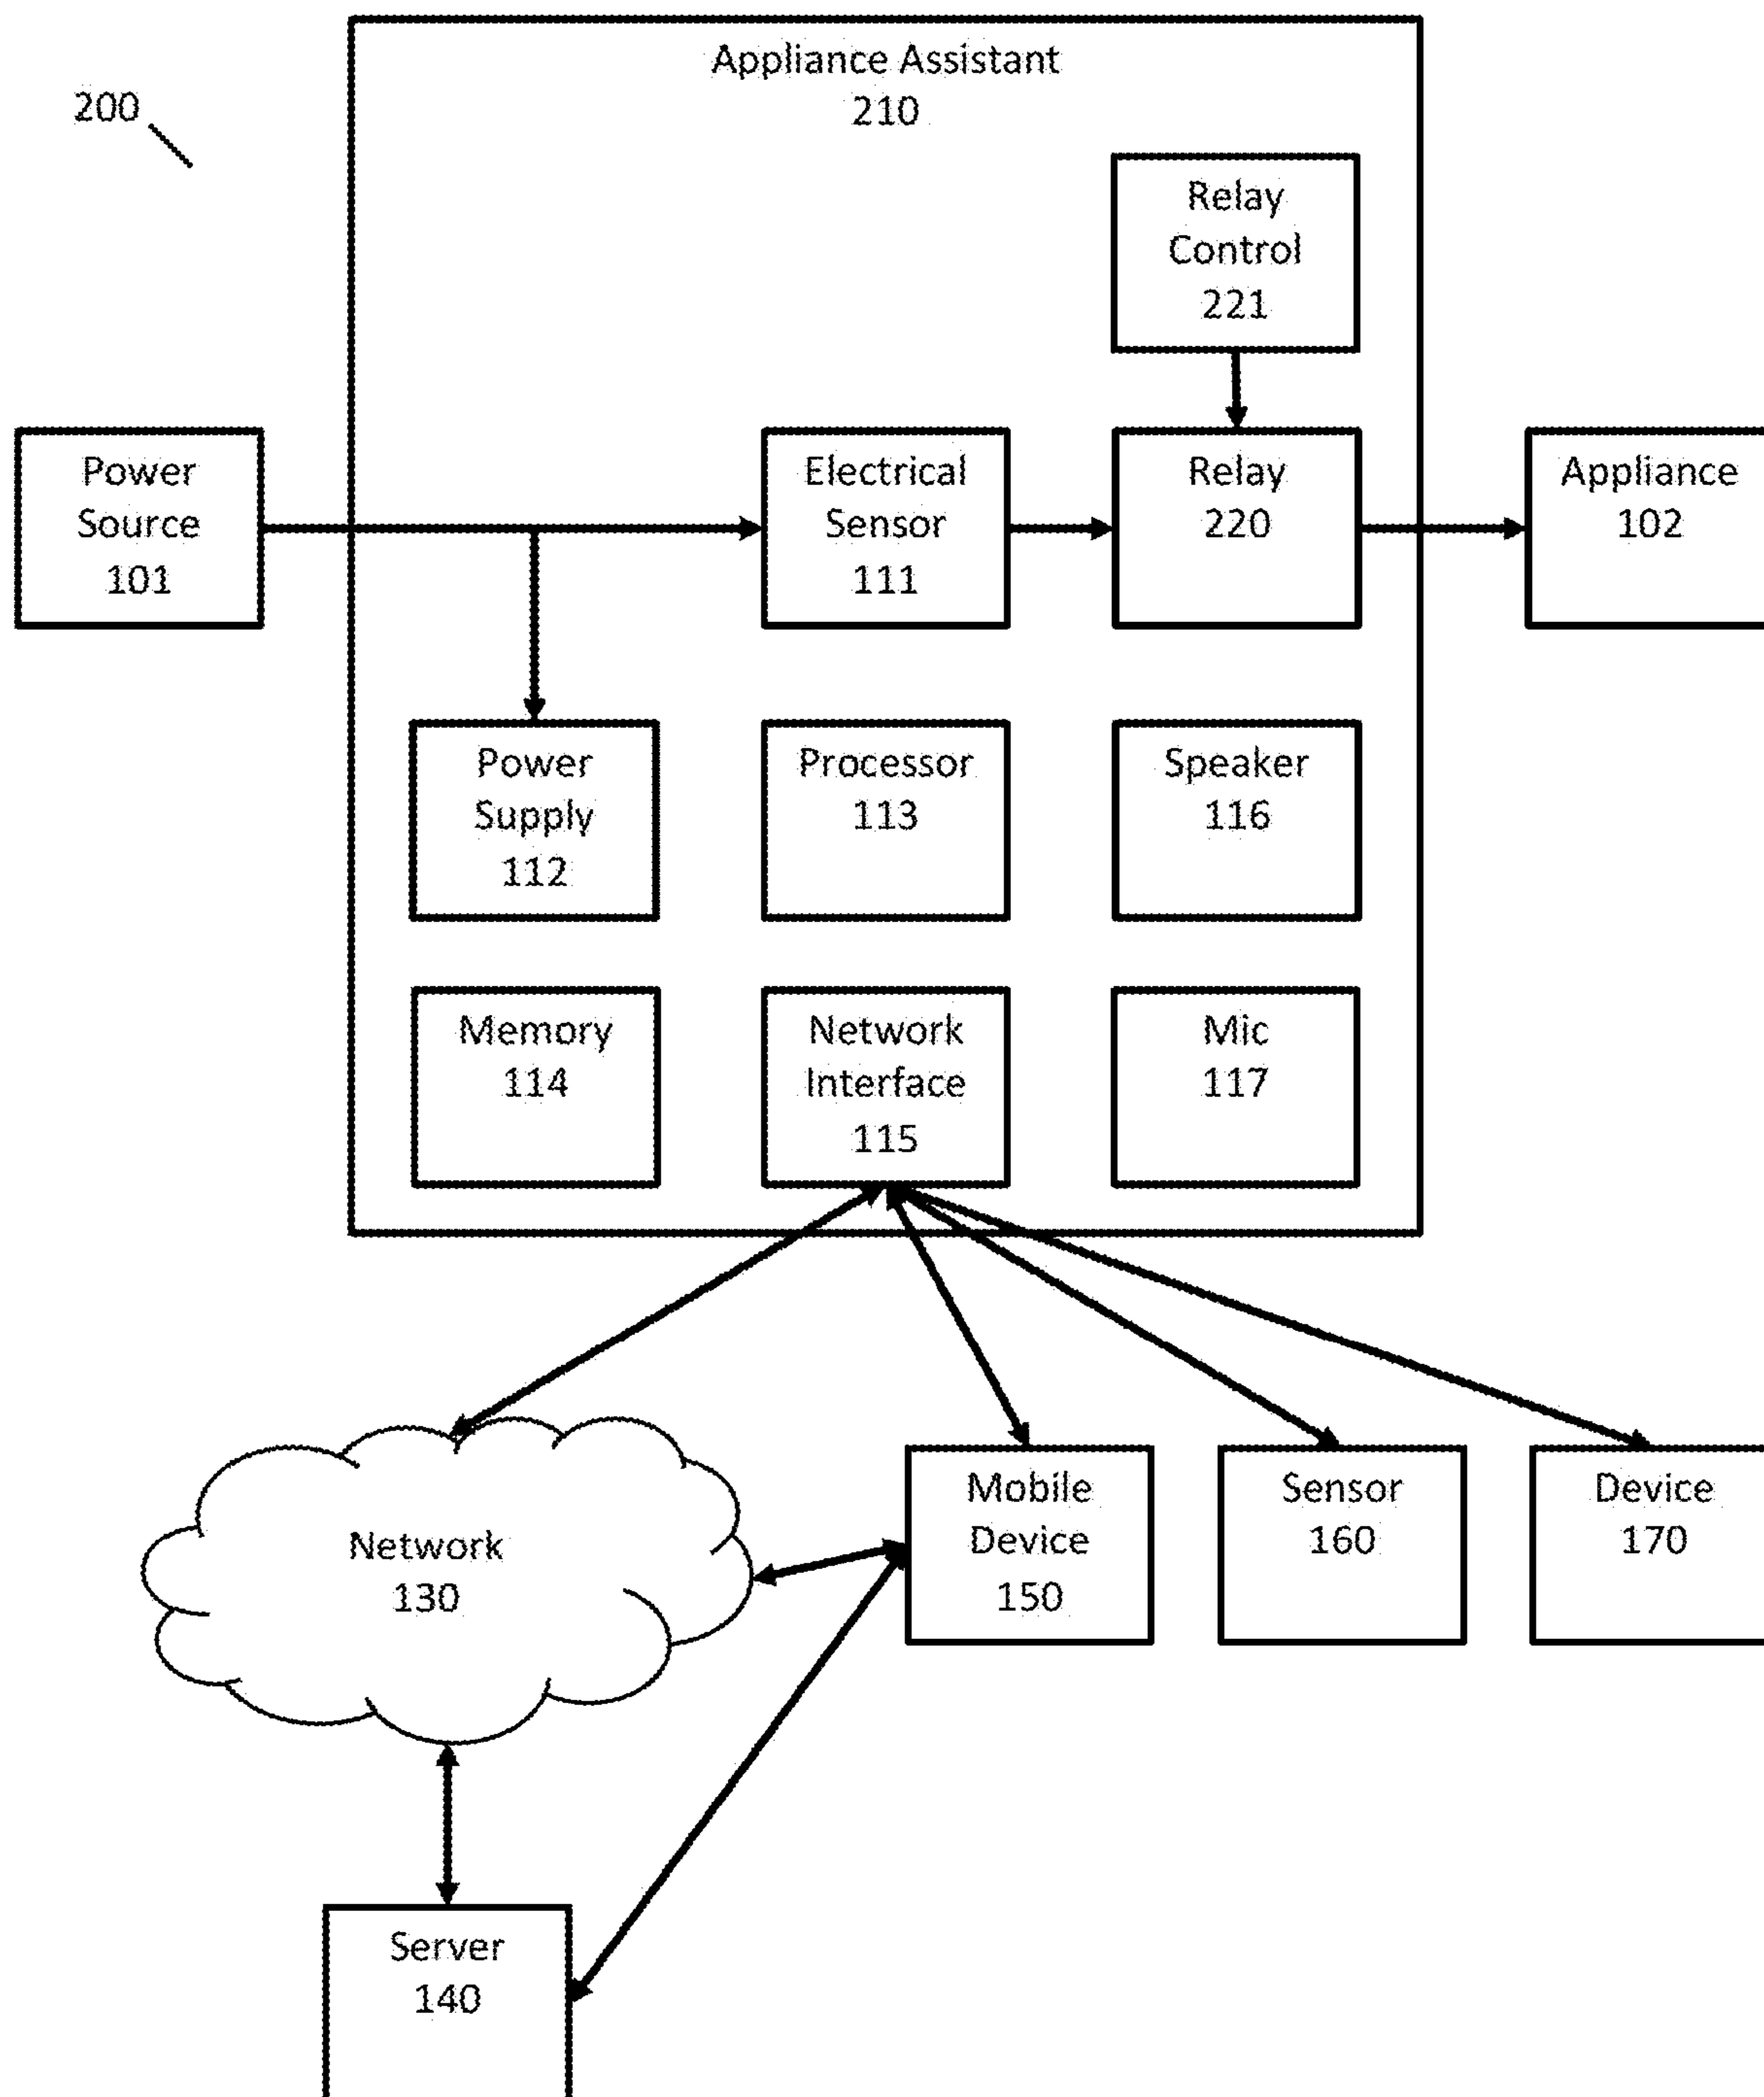 Appliance Assistant
210
200
Relay
Control
221
Power
Source
101
Electrical
Sensor
111
Relay
220
Appliance
102
Power
Supply
112
Processor
113
Speaker
116
Memory
114
Network
Interface
115
Mic
117
Network
130
Mobile
Device
150
Sensor
160
Device
170
Server
140